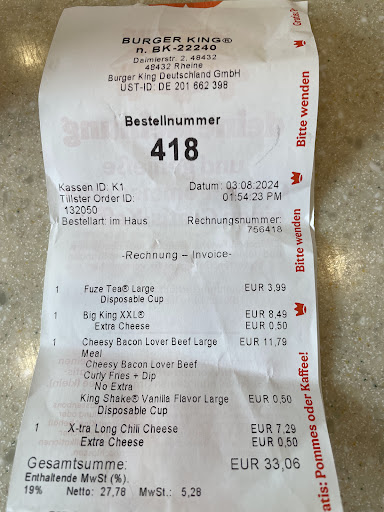 BURGER KING®
n. BK-22240
Daimlerstr. 2, 48432
48432 Rheine
Burger King Deutschland GmbH
UST-ID: DE 201 662 398
Bestellnummer
418
Kassen ID: K1 Datum: 03.08.2024
Tillster Order ID: 01:54:23 PM
132050
Bestellart: im Haus Rechnungsnummer:
756418
-Rechnung – Invoice-
1 Fuze Tea® Large EUR 3,99
Disposable Cup
1 Big King XXL® EUR 8,49
Extra Cheese EUR 0,50
1 Cheesy Bacon Lover Beef Large EUR 11,79
Meal
Cheesy Bacon Lover Beef
Curly Fries + Dip
No Extra
King Shake® Vanilla Flavor Large EUR 0,50
Disposable Cup
1 X-tra Long Chili Cheese EUR 7,29
Extra Cheese EUR 0,50
Gesamtsumme: EUR 33,06
Enthaltende MwSt (%).
19% Netto: 27,78 MwSt.: 5,28
Bitte wenden
Bitte wenden
Bitte wenden
Pommes oder Kaffee!